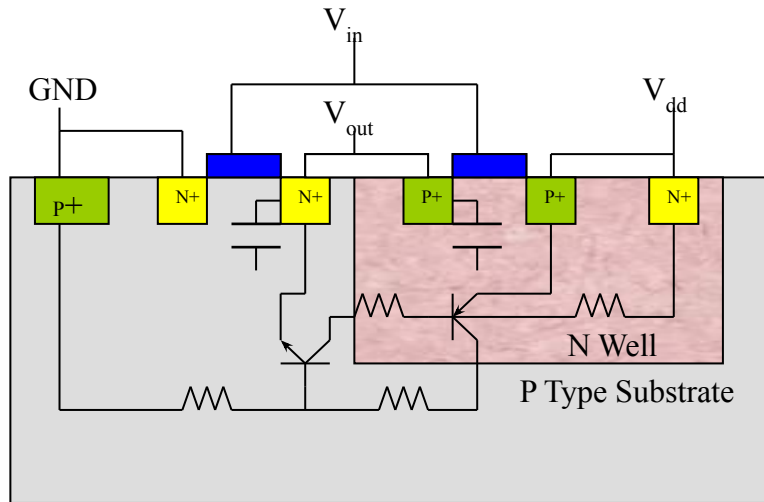 V_in
GND
V_out
V_dd
P+
N+
N+
P+
P+
N+
N Well
P Type Substrate